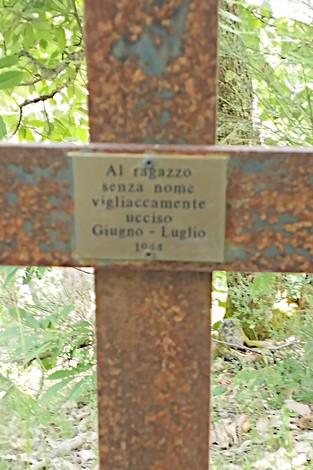 Al ragazzo
senza nome
vigliaccamente
ucciso
Giugno - Luglio
1944